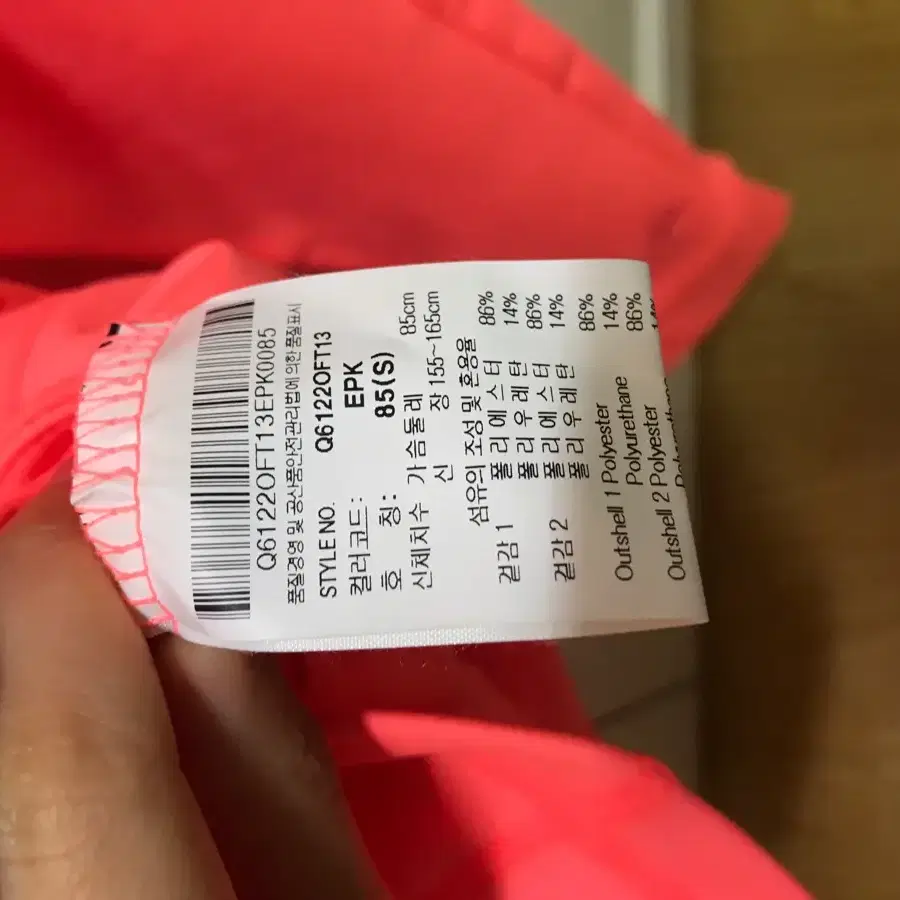 Q6122OFT13EPK0085
품질경영 및 공산품안전관리법에 의한 품질표시
STYLE NO. Q6122OFT13
컬러코드 : EPK
호 칭 : 85(S)
신체치수 가슴둘레 85cm
신 장 155~165cm
섬유의 조성 및 혼용율
겉감 1 폴리에스터 86%
폴리우레탄 14%
겉감 2 폴리에스터 86%
폴리우레탄 14%
Outshell 1 Polyester 86%
Polyurethane 14%
Outshell 2 Polyester 86%